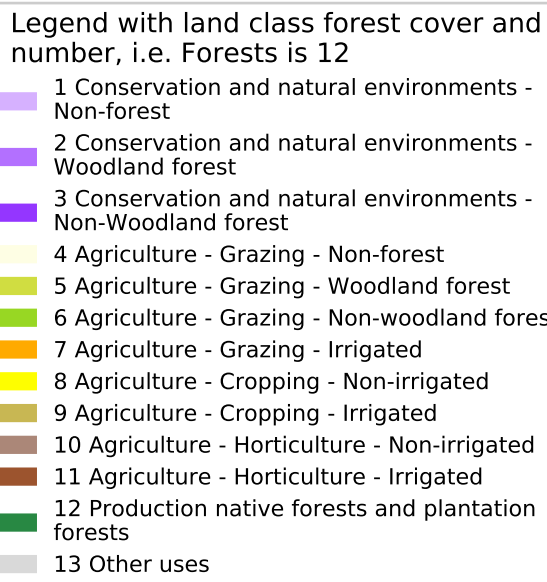 Legend with land class forest cover and
number, i.e. Forests is 12
1 Conservation and natural environments -
Non-forest
2 Conservation and natural environments -
Woodland forest
3 Conservation and natural environments -
Non-Woodland forest
4 Agriculture - Grazing - Non-forest
5 Agriculture - Grazing - Woodland forest
6 Agriculture - Grazing - Non-woodland fores
7 Agriculture - Grazing - Irrigated
8 Agriculture - Cropping - Non-irrigated
9 Agriculture - Cropping - Irrigated
10 Agriculture - Horticulture - Non-irrigated
11 Agriculture - Horticulture - Irrigated
12 Production native forests and plantation
forests
13 Other uses